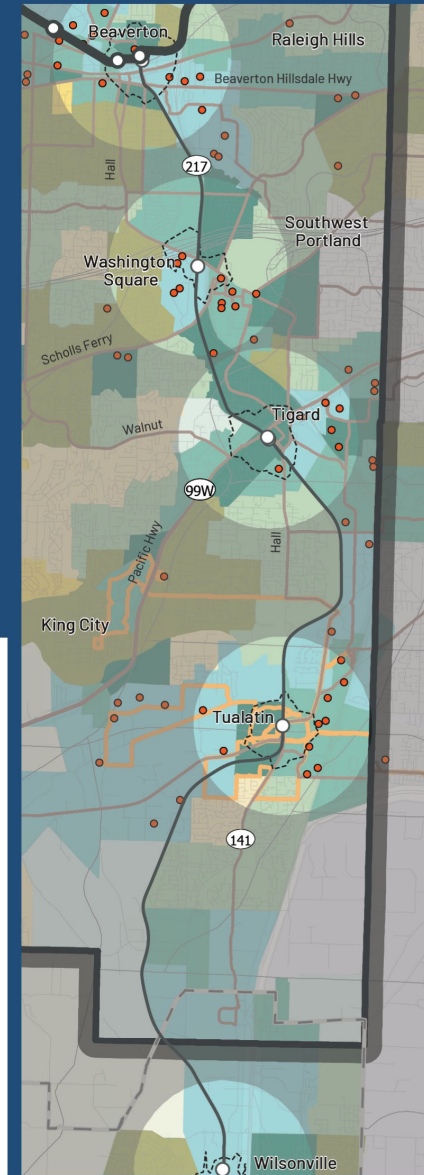 Beaverton
Raleigh Hills
Beaverton Hillsdale Hwy
Hall
217
Southwest
Portland
Washington
Square
Scholls Ferry
Tigard
Walnut
99W
Hall
Pacific Hwy
King City
Tualatin
141
Wilsonville